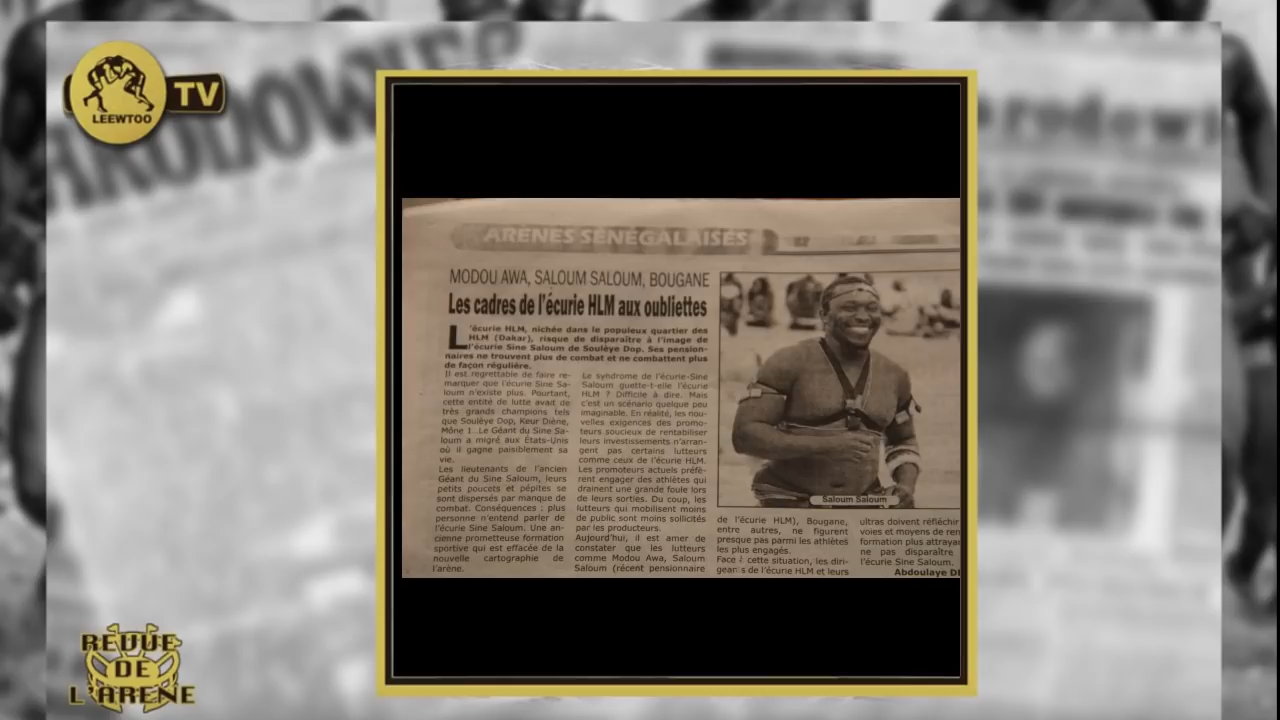 LEEWTOO
TV
ARODOWIES
rodowi
ARÈNES SÉNÉGALAISES
MODOU AWA, SALOUM SALOUM, BOUGANE
Les cadres de l'écurie HLM aux oubliettes
L'écurie HLM, nichée dans le populeux quartier des
HLM (Dakar), risque de disparaître à l'image de
l'écurie Sine Saloum de Soulèye Dop. Ses pension-
naires ne trouvent plus de combat et ne combattent plus
de façon régulière.
Il est regrettable de faire re-
marquer que l'écurie Sine Sa-
loum n'existe plus. Pourtant,
cette entité de lutte avait de
très grands champions tels
que Soulèye Dop, Keur Diène,
Mône 1. Le Géant du Sine Sa-
loum a migré aux États-Unis
où il gagne paisiblement sa
vie.
Les lieutenants de l'ancien
Géant du Sine Saloum, leurs
petits poucets et pépites se
sont dispersés par manque de
combat. Conséquences : plus
personne n'entend parler de
l'écurie Sine Saloum. Une an-
cienne prometteuse formation
sportive qui est effacée de la
nouvelle cartographie de
l'arène.
Le syndrome de l'écurie-Sine
Saloum guette-t-elle l'écurie
HLM ? Difficile à dire. Mais
c'est un scénario quelque peu
imaginable. En réalité, les nou-
velles exigences des promo-
teurs soucieux de rentabiliser
leurs investissements n'arran-
gent pas certains lutteurs
comme ceux de l'écurie HLM.
Les promoteurs actuels préfè-
rent engager des athlètes qui
drainent une grande foule lors
de leurs sorties. Du coup, les
lutteurs qui mobilisent moins
de public sont moins sollicités
par les producteurs.
Aujourd'hui, il est amer de
constater que les lutteurs
comme Modou Awa, Saloum
Saloum (récent pensionnaire
Saloum Saloum
de l'écurie HLM), Bougane,
entre autres, ne figurent
presque pas parmi les athlètes
les plus engagés.
Face à cette situation, les diri-
geants de l'écurie HLM et leurs
ultras doivent réfléchir
voies et moyens de ren
formation plus attraya
ne pas disparaître
l'écurie Sine Saloum.
Abdoulaye DI
REVUE
DE
L'ARENE